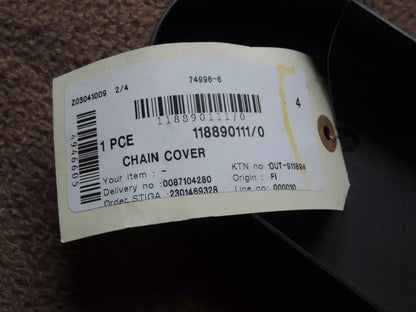 Z03041009 2/4
74996-6
118890111/0
4
4946605
1 PCE
118890111/0
CHAIN COVER
Your Item : -
KTN no :OUT-911894
Delivery no :0087104280
Origin : FI
Order STIGA :2301469328
Line no: 000010